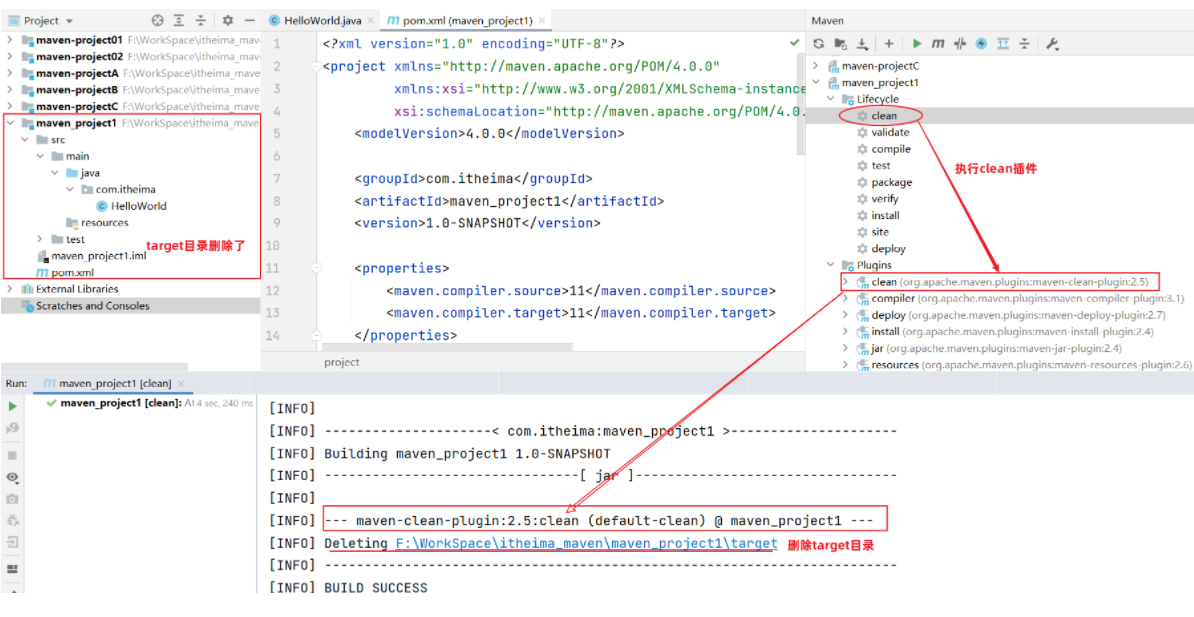 Project
maven-project01 F:\WorkSpace\itheima_mav
maven-project02 F:\WorkSpace\itheima_mav
maven-projectA F:\WorkSpace\itheima_mave
maven-projectB F:\WorkSpace\itheima_mave
maven-projectC F:\WorkSpace\itheima_mave
maven_project1 F:\WorkSpace\itheima_mave
src
main
java
com.itheima
HelloWorld
resources
test
target目录删除了
maven_project1.iml
pom.xml
External Libraries
Scratches and Consoles
HelloWorld.java
pom.xml (maven_project1)
1 <?xml version="1.0" encoding="UTF-8"?>
2 <project xmlns="http://maven.apache.org/POM/4.0.0"
3 xmlns:xsi="http://www.w3.org/2001/XMLSchema-instance
4 xsi:schemaLocation="http://maven.apache.org/POM/4.0.
5 <modelVersion>4.0.0</modelVersion>
6
7 <groupId>com.itheima</groupId>
8 <artifactId>maven_project1</artifactId>
9 <version>1.0-SNAPSHOT</version>
10
11 <properties>
12 <maven.compiler.source>11</maven.compiler.source>
13 <maven.compiler.target>11</maven.compiler.target>
14 </properties>
project
Maven
maven-projectC
maven_project1
Lifecycle
clean
validate
compile
test
执行clean插件
package
verify
install
site
deploy
Plugins
clean (org.apache.maven.plugins:maven-clean-plugin:2.5)
compiler (org.apache.maven.plugins:maven-compiler-plugin:3.1)
deploy (org.apache.maven.plugins:maven-deploy-plugin:2.7)
install (org.apache.maven.plugins:maven-install-plugin:2.4)
jar (org.apache.maven.plugins:maven-jar-plugin:2.4)
resources (org.apache.maven.plugins:maven-resources-plugin:2.6)
Run: maven_project1 [clean]
maven_project1 [clean]: At 4 sec, 240 ms
[INFO]
[INFO] ---------------------< com.itheima:maven_project1 >---------------------
[INFO] Building maven_project1 1.0-SNAPSHOT
[INFO] --------------------------------[ jar ]---------------------------------
[INFO]
[INFO] --- maven-clean-plugin:2.5:clean (default-clean) @ maven_project1 ---
[INFO] Deleting F:\WorkSpace\itheima_maven\maven_project1\target 删除target目录
[INFO] ------------------------------------------------------------------------
[INFO] BUILD SUCCESS